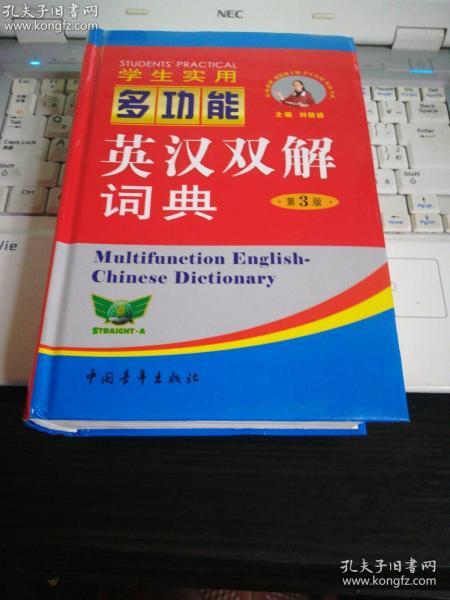 孔夫子旧书网
www.kongfz.com
NEC
STUDENTS' PRACTICAL
学生实用
多功能
主编 刘锐诚
英汉双解
词典
·第3版·
Multifunction English-
Chinese Dictionary
STRAIGHT-A
中国青年出版社
孔夫子旧书网
www.kongfz.com